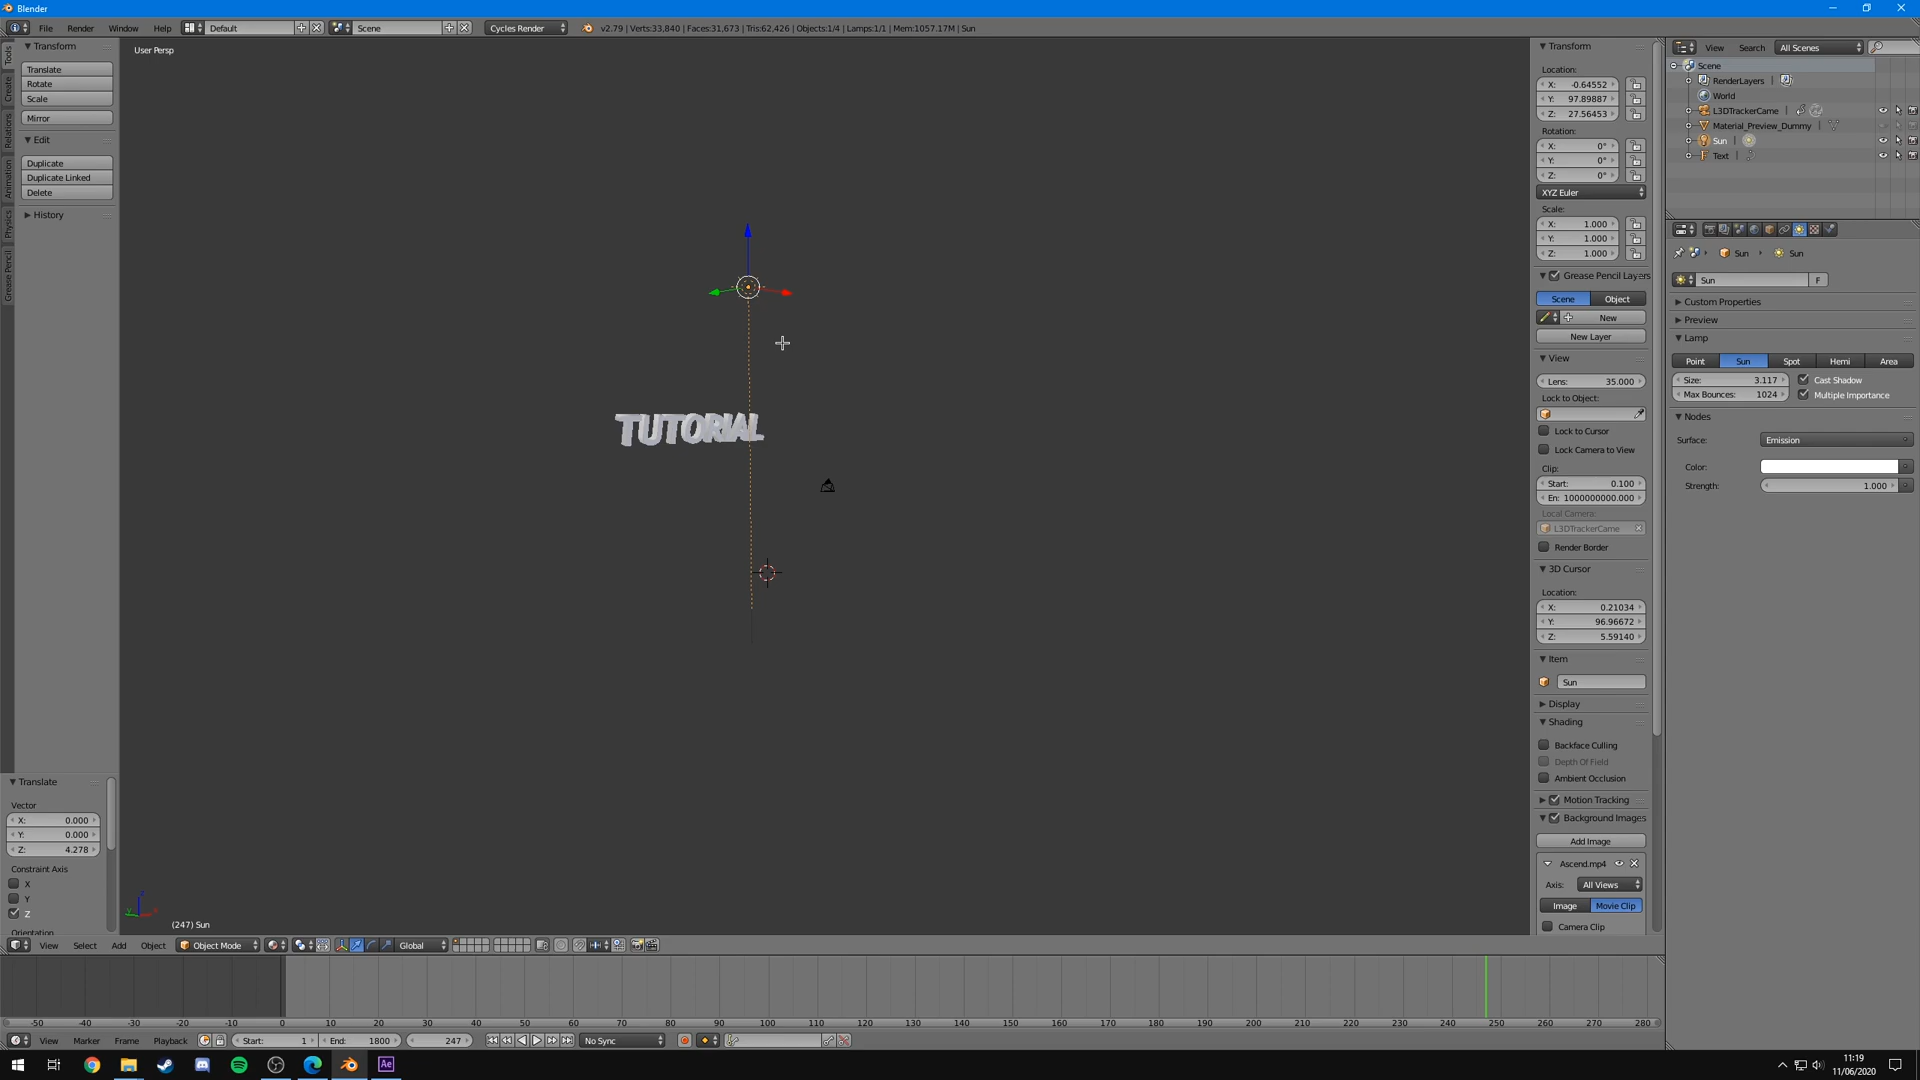 Blender
File Render Window Help Default Scene Cycles Render v2.79 | Verts:33,840 | Faces:31,673 | Tris:62,426 | Objects:1/4 | Lamps:1/1 | Mem:1057.17M | Sun
Tools
Create
Relations
Animation
Physics
Grease Pencil
Transform
Translate
Rotate
Scale
Mirror
Edit
Duplicate
Duplicate Linked
Delete
History
Translate
Vector
X: 0.000
Y: 0.000
Z: 4.278
Constraint Axis
X
Y
Z
Orientation
User Persp
TUTORIAL
(247) Sun
Transform
Location:
X: -0.64552
Y: 97.89887
Z: 27.56453
Rotation:
X: 0°
Y: 0°
Z: 0°
XYZ Euler
Scale:
X: 1.000
Y: 1.000
Z: 1.000
Grease Pencil Layers
Scene Object
New
New Layer
View
Lens: 35.000
Lock to Object:
Lock to Cursor
Lock Camera to View
Clip:
Start: 0.100
En: 1000000000.000
Local Camera:
L3DTrackerCame
Render Border
3D Cursor
Location:
X: 0.21034
Y: 96.96672
Z: 5.59140
Item
Sun
Display
Shading
Backface Culling
Depth Of Field
Ambient Occlusion
Motion Tracking
Background Images
Add Image
Ascend.mp4
Axis: All Views
Image Movie Clip
Camera Clip
View Search All Scenes
Scene
RenderLayers |
World
L3DTrackerCame |
Material_Preview_Dummy |
Sun |
Text |
Sun Sun
Sun F
Custom Properties
Preview
Lamp
Point Sun Spot Hemi Area
Size: 3.117 Cast Shadow
Max Bounces: 1024 Multiple Importance
Nodes
Surface: Emission
Color:
Strength: 1.000
View Select Add Object Object Mode Global
-50 -40 -30 -20 -10 0 10 20 30 40 50 60 70 80 90 100 110 120 130 140 150 160 170 180 190 200 210 220 230 240 250 260 270 280
View Marker Frame Playback Start: 1 End: 1800 247 No Sync
Ae
11:19
11/06/2020